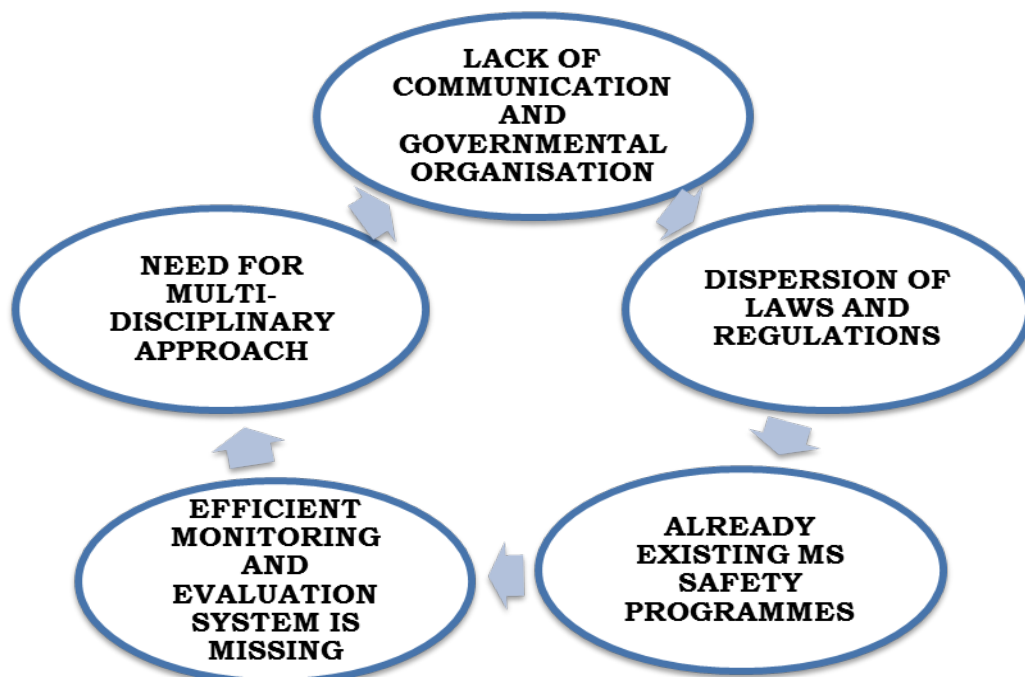 LACK OF
COMMUNICATION
AND
GOVERNMENTAL
ORGANISATION
DISPERSION OF
LAWS AND
REGULATIONS
ALREADY
EXISTING MS
SAFETY
PROGRAMMES
EFFICIENT
MONITORING
AND
EVALUATION
SYSTEM IS
MISSING
NEED FOR
MULTI-
DISCIPLINARY
APPROACH